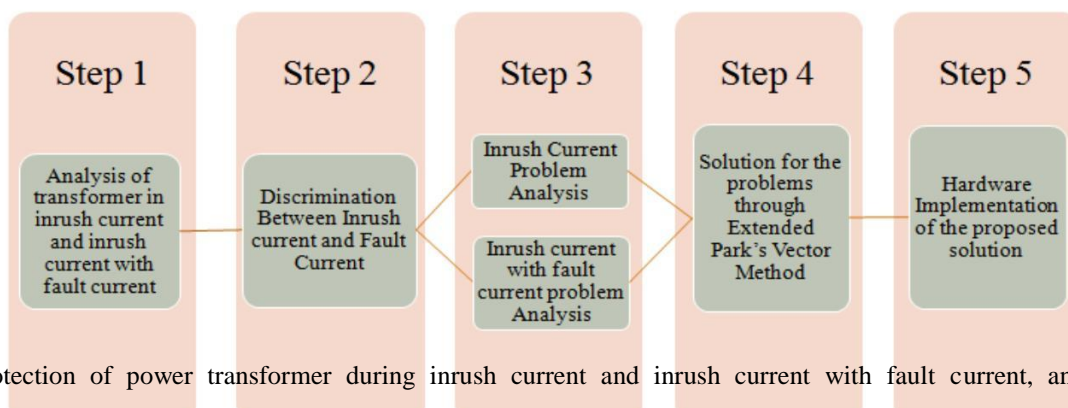 Step 1
Analysis of
transformer in
inrush current
and inrush
current with
fault current
Step 2
Discrimination
Between Inrush
current and Fault
Current
Step 3
Inrush Current
Problem
Analysis
Inrush current
with fault
current problem
Analysis
Step 4
Solution for the
problems
through
Extended
Park's Vector
Method
Step 5
Hardware
Implementation
of the proposed
solution
of power transformer during inrush current and inrush current with fault current,